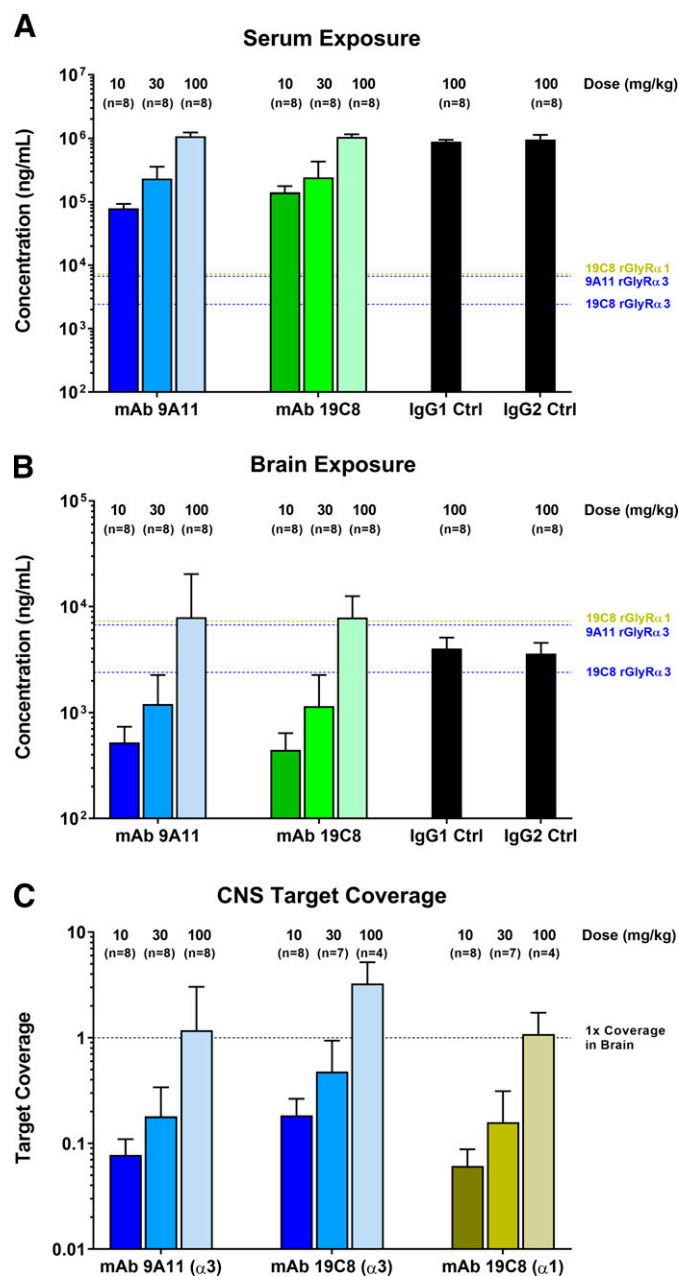 A
Serum Exposure
10 30 100 10 30 100 100 100 Dose (mg/kg)
(n=8) (n=8) (n=8) (n=8) (n=8) (n=8) (n=8) (n=8)
Concentration (ng/mL)
10⁷
10⁶
10⁵
10⁴
10³
10²
19C8 rGlyRα1
9A11 rGlyRα3
19C8 rGlyRα3
mAb 9A11 mAb 19C8 IgG1 Ctrl IgG2 Ctrl
B
Brain Exposure
10 30 100 10 30 100 100 100 Dose (mg/kg)
(n=8) (n=8) (n=8) (n=8) (n=8) (n=8) (n=8) (n=8)
Concentration (ng/mL)
10⁵
10⁴
10³
10²
19C8 rGlyRα1
9A11 rGlyRα3
19C8 rGlyRα3
mAb 9A11 mAb 19C8 IgG1 Ctrl IgG2 Ctrl
C
CNS Target Coverage
10 30 100 10 30 100 10 30 100 Dose (mg/kg)
(n=8) (n=8) (n=8) (n=8) (n=7) (n=4) (n=8) (n=7) (n=4)
Target Coverage
10
1
0.1
0.01
1x Coverage
in Brain
mAb 9A11 (α3) mAb 19C8 (α3) mAb 19C8 (α1)